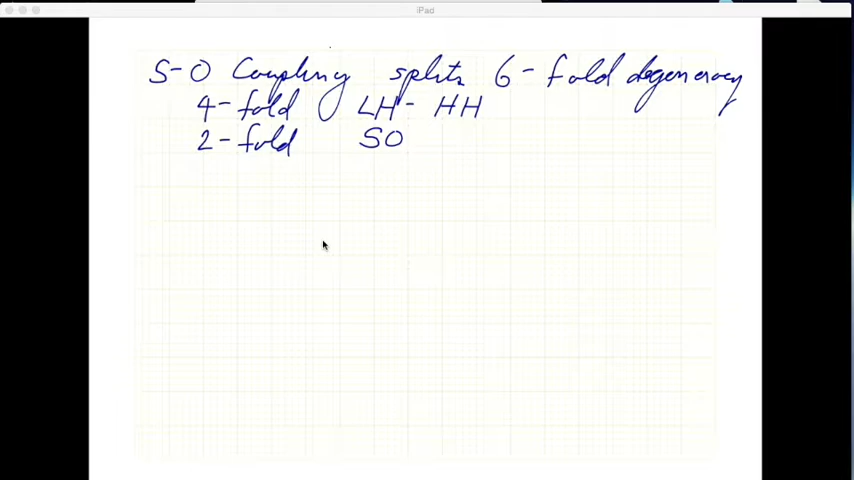 iPad
S-O Coupling splits 6-fold degeneracy
4-fold LH- HH
2-fold SO